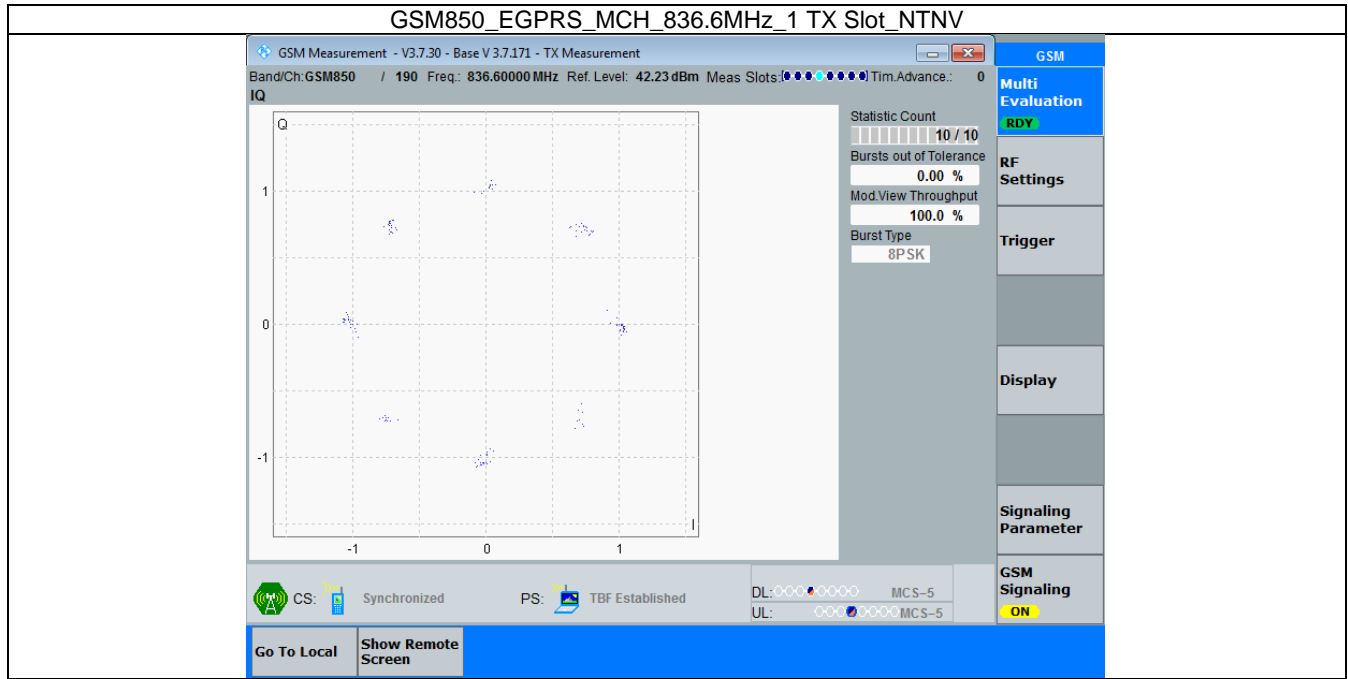 GSM850_EGPRS_MCH_836.6MHz_1 TX Slot_NTNV
GSM Measurement - V3.7.30 - Base V 3.7.171 - TX Measurement
GSM
Band/Ch: GSM850 / 190 Freq.: 836.60000 MHz Ref. Level: 42.23 dBm Meas Slots: Tim.Advance.: 0
IQ
Multi
Evaluation
RDY
Q
1
0
-1
-1 0 1
I
Statistic Count
10 / 10
Bursts out of Tolerance
0.00 %
Mod.View Throughput
100.0 %
Burst Type
8PSK
RF
Settings
Trigger
Display
Signaling
Parameter
GSM
Signaling
ON
CS: Synchronized PS: TBF Established
DL: MCS-5
UL: MCS-5
Go To Local
Show Remote
Screen